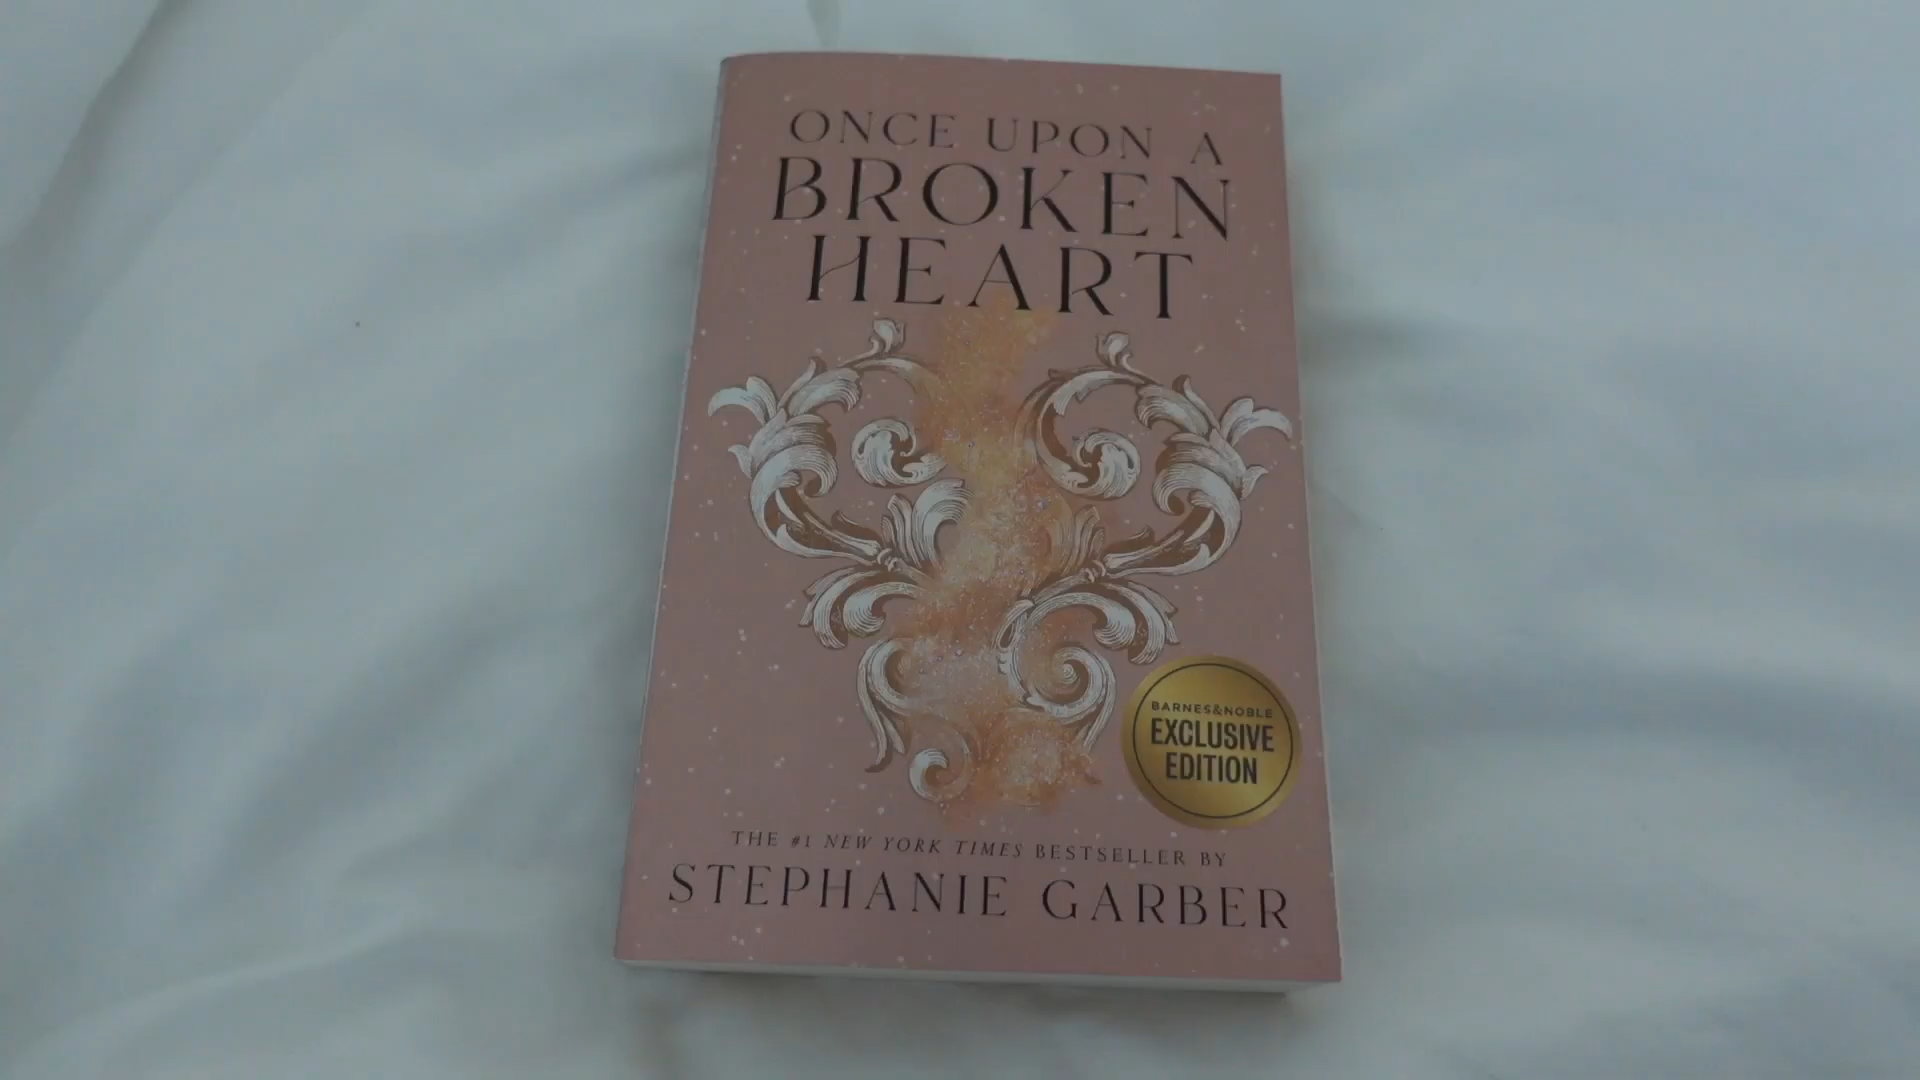 ONCE UPON A
BROKEN
HEART
BARNES&NOBLE
EXCLUSIVE
EDITION
THE #1 NEW YORK TIMES BESTSELLER BY
STEPHANIE GARBER